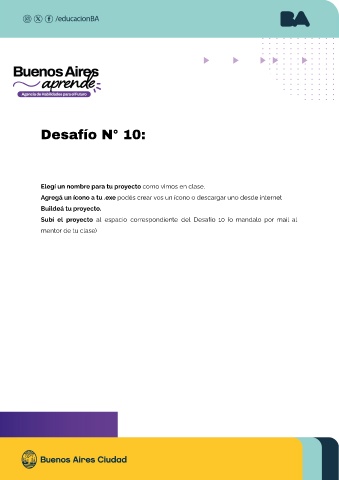 /educacionBA
BA
Buenos Aires
aprende
Agencia de Habilidades para el Futuro
Desafío N° 10:
Elegí un nombre para tu proyecto como vimos en clase.
Agregá un ícono a tu .exe podés crear vos un ícono o descargar uno desde internet
Buildeá tu proyecto.
Subí el proyecto al espacio correspondiente del Desafío 10 (o mandalo por mail al
mentor de tu clase)
Buenos Aires Ciudad